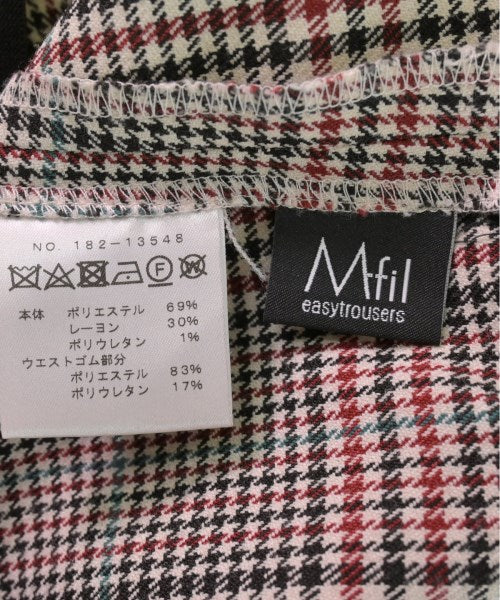 NO. 182-13548
本体 ポリエステル 69%
レーヨン 30%
ポリウレタン 1%
ウエストゴム部分
ポリエステル 83%
ポリウレタン 17%
M-fil
easytrousers